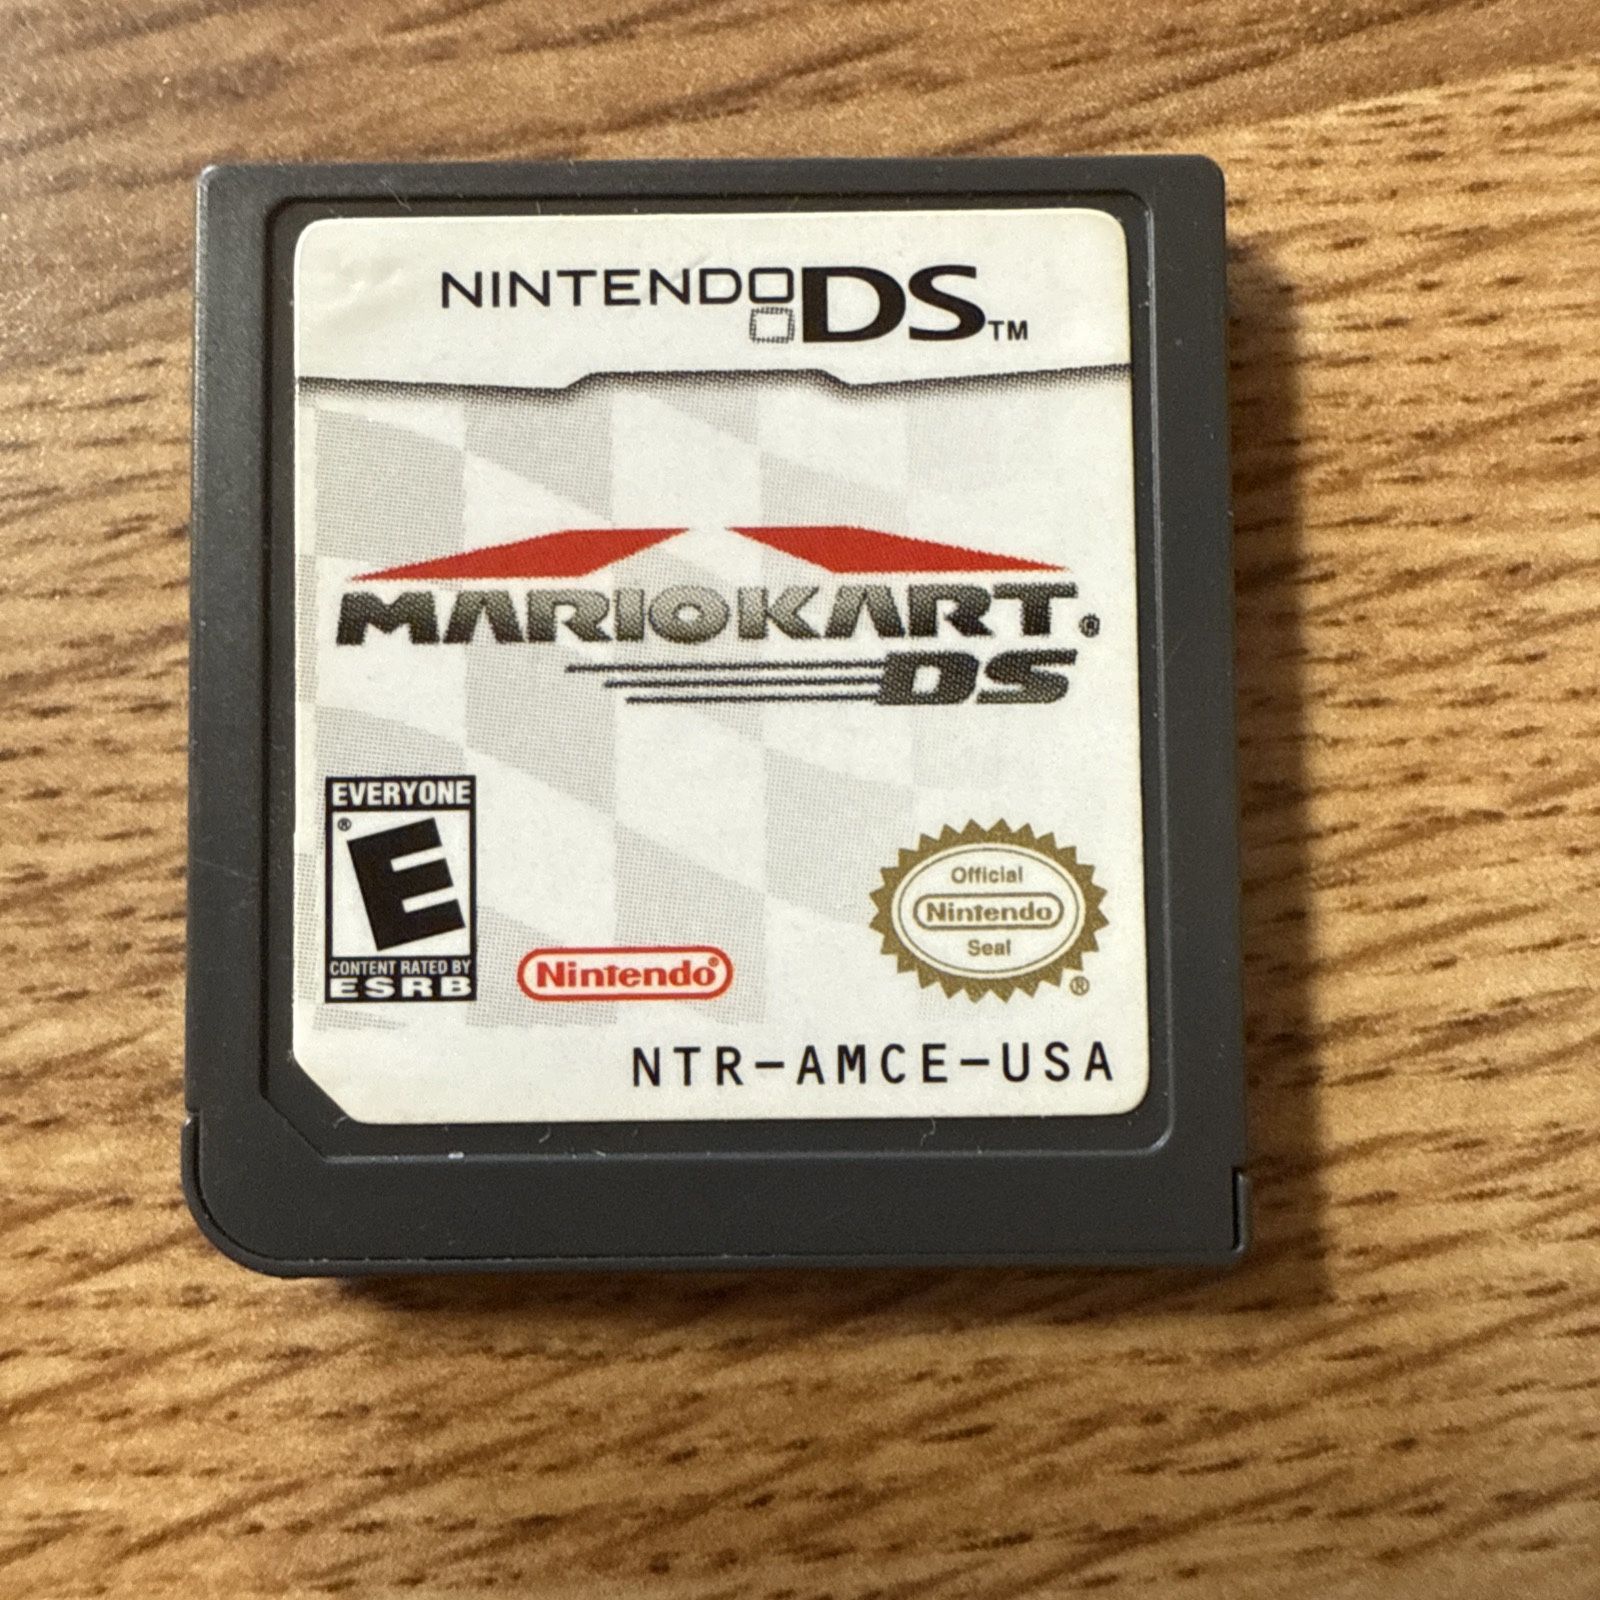 NINTENDO DS™
MARIOKART®
DS
EVERYONE
E®
CONTENT RATED BY
ESRB
Nintendo®
Official
Nintendo
Seal
®
NTR-AMCE-USA